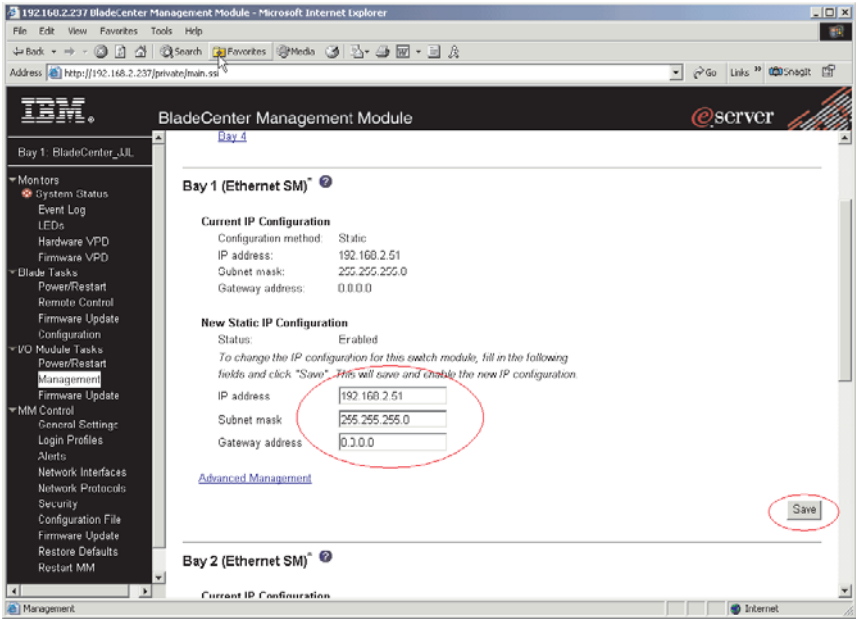 192.168.2.237 BladeCenter Management Module - Microsoft Internet Explorer
File Edit View Favorites Tools Help
Back Search Favorites Media
Address http://192.168.2.237/private/main.ssi Go Links » SnagIt
IBM.
BladeCenter Management Module
eserver
Bay 1: BladeCenter_JJL
Monitors
System Status
Event Log
LEDs
Hardware VPD
Firmware VPD
Blade Tasks
Power/Restart
Remote Control
Firmware Update
Configuration
I/O Module Tasks
Power/Restart
Management
Firmware Update
MM Control
General Settings
Login Profiles
Alerts
Network Interfaces
Network Protocols
Security
Configuration File
Firmware Update
Restore Defaults
Restart MM
Bay 4
Bay 1 (Ethernet SM)*
Current IP Configuration
Configuration method: Static
IP address: 192.168.2.51
Subnet mask: 255.255.255.0
Gateway address: 0.0.0.0
New Static IP Configuration
Status: Enabled
To change the IP configuration for this switch module, fill in the following
fields and click "Save". This will save and enable the new IP configuration.
IP address 192.168.2.51
Subnet mask 255.255.255.0
Gateway address 0.0.0.0
Advanced Management
Save
Bay 2 (Ethernet SM)*
Current IP Configuration
Management Internet